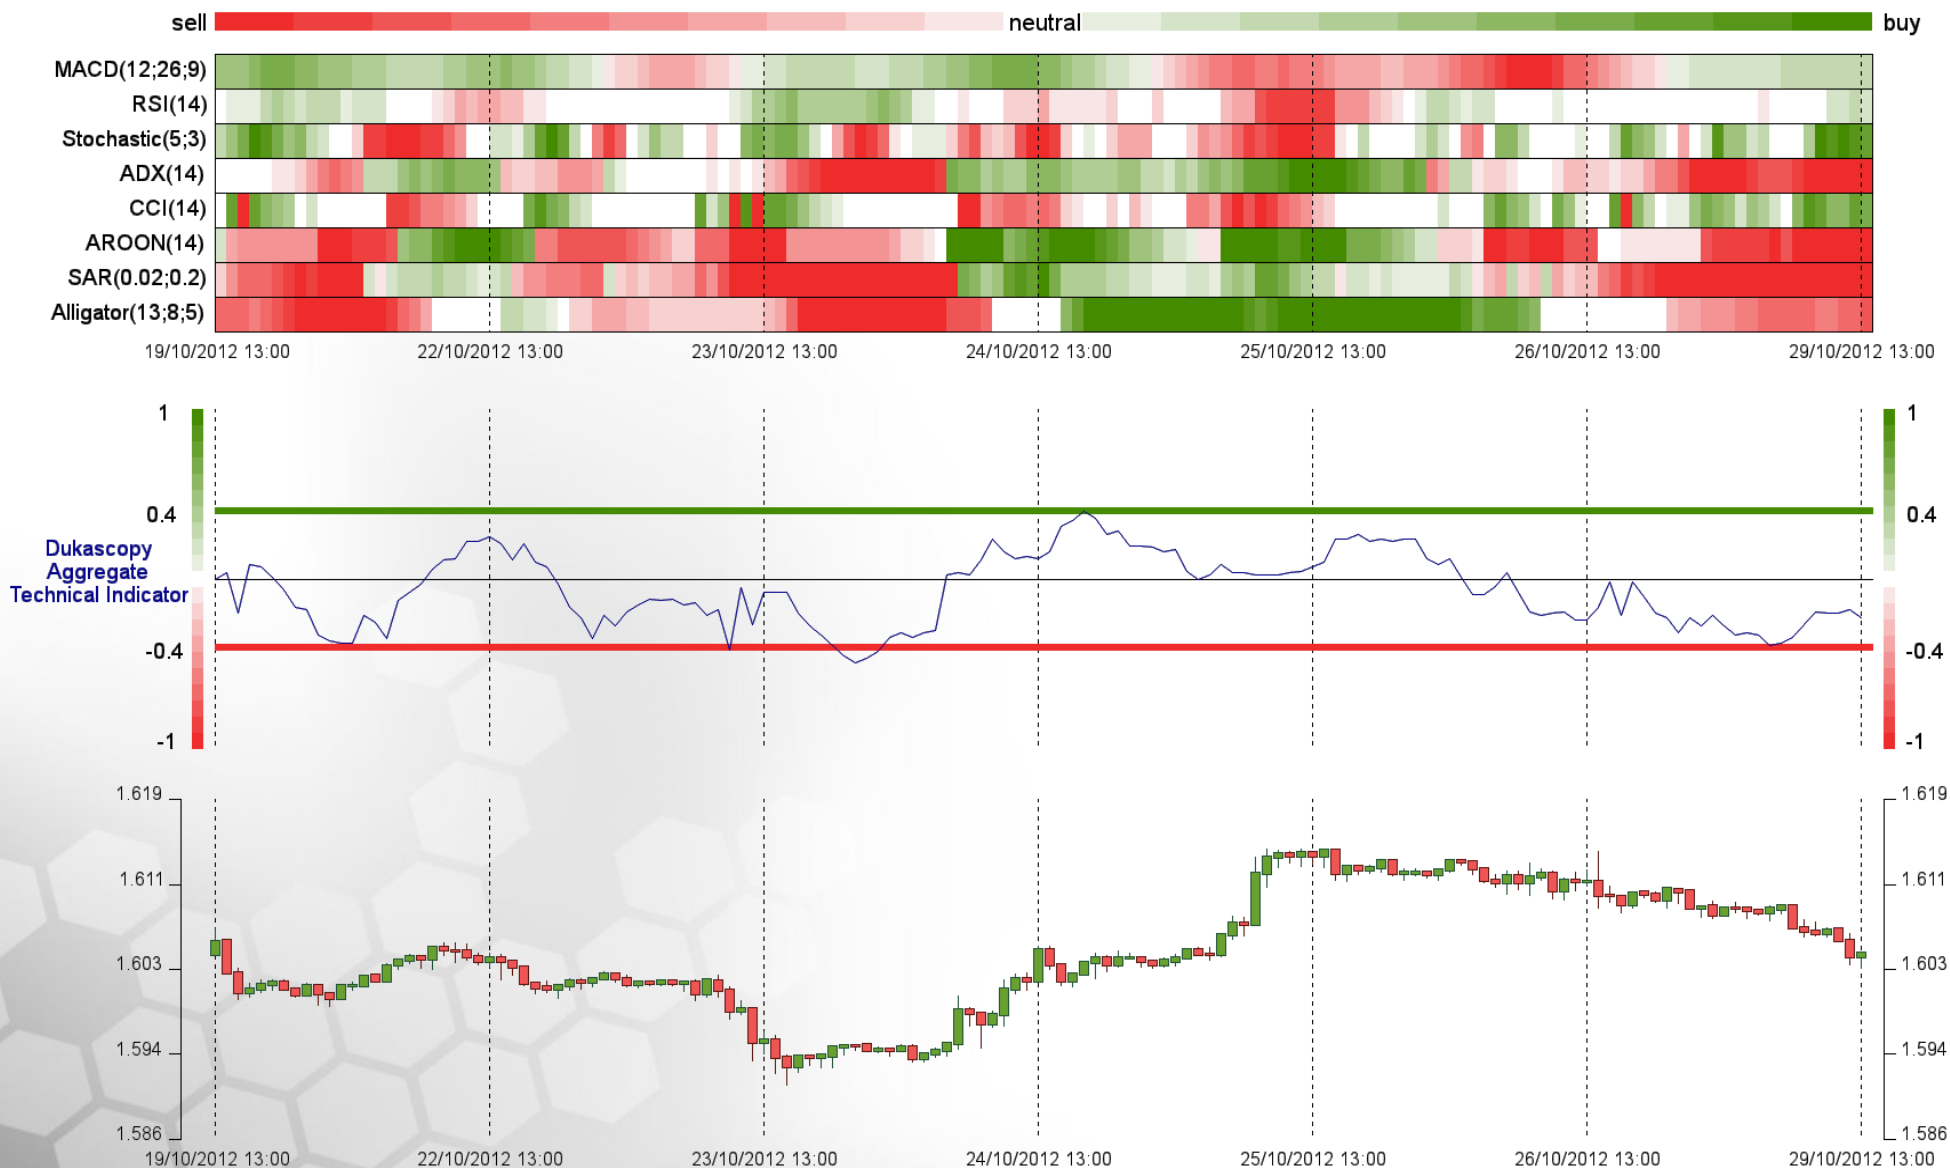 sell neutral buy
MACD(12;26;9)
RSI(14)
Stochastic(5;3)
ADX(14)
CCI(14)
AROON(14)
SAR(0.02;0.2)
Alligator(13;8;5)
19/10/2012 13:00 22/10/2012 13:00 23/10/2012 13:00 24/10/2012 13:00 25/10/2012 13:00 26/10/2012 13:00 29/10/2012 13:00
1 1
0.4 0.4
Dukascopy
Aggregate
Technical Indicator
-0.4 -0.4
-1 -1
1.619 1.619
1.611 1.611
1.603 1.603
1.594 1.594
1.586 1.586
19/10/2012 13:00 22/10/2012 13:00 23/10/2012 13:00 24/10/2012 13:00 25/10/2012 13:00 26/10/2012 13:00 29/10/2012 13:00